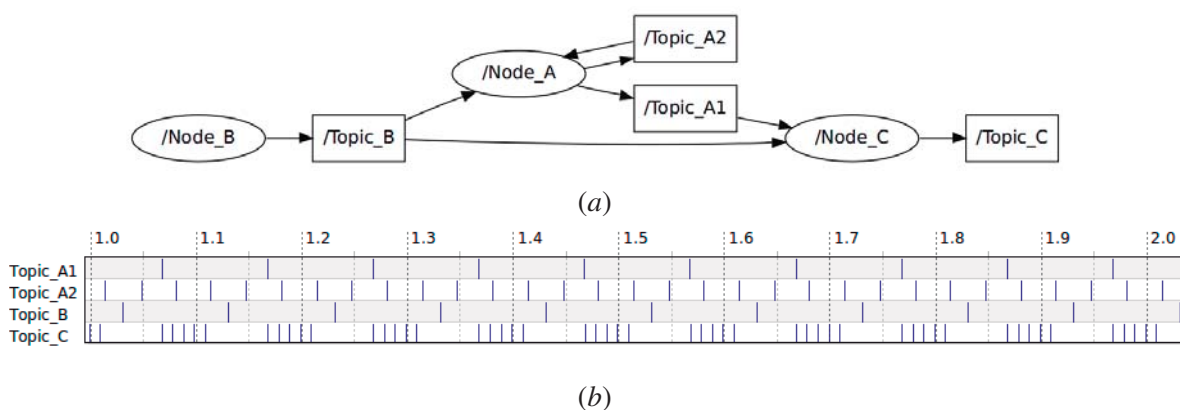 /Topic_A2
/Node_A
/Topic_A1
/Node_B
/Topic_B
/Node_C
/Topic_C
(a)
1.0 1.1 1.2 1.3 1.4 1.5 1.6 1.7 1.8 1.9 2.0
Topic_A1
Topic_A2
Topic_B
Topic_C
(b)